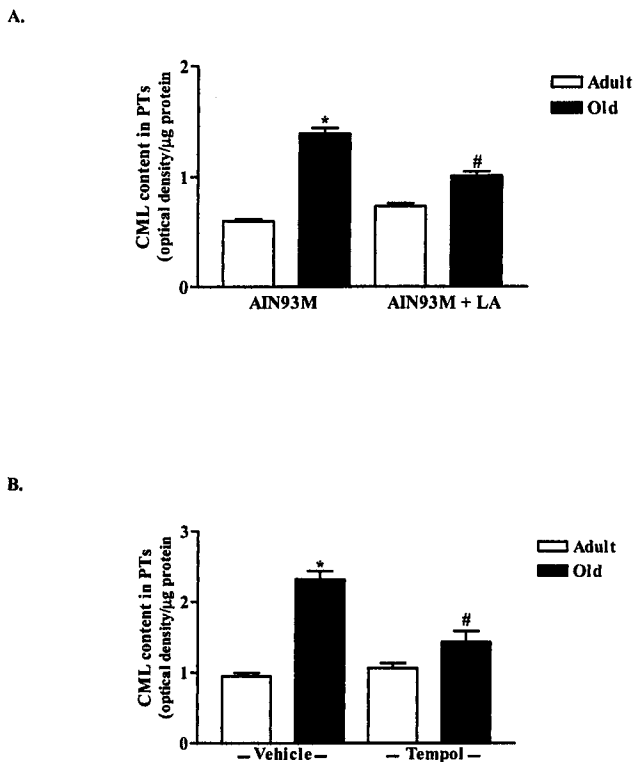 A.
2
1
0
CML content in PTs
(optical density/µg protein
*
#
Adult
Old
AIN93M
AIN93M + LA
B.
3
2
1
0
CML content in PTs
(optical density/µg protein
*
#
Adult
Old
– Vehicle –
– Tempol –